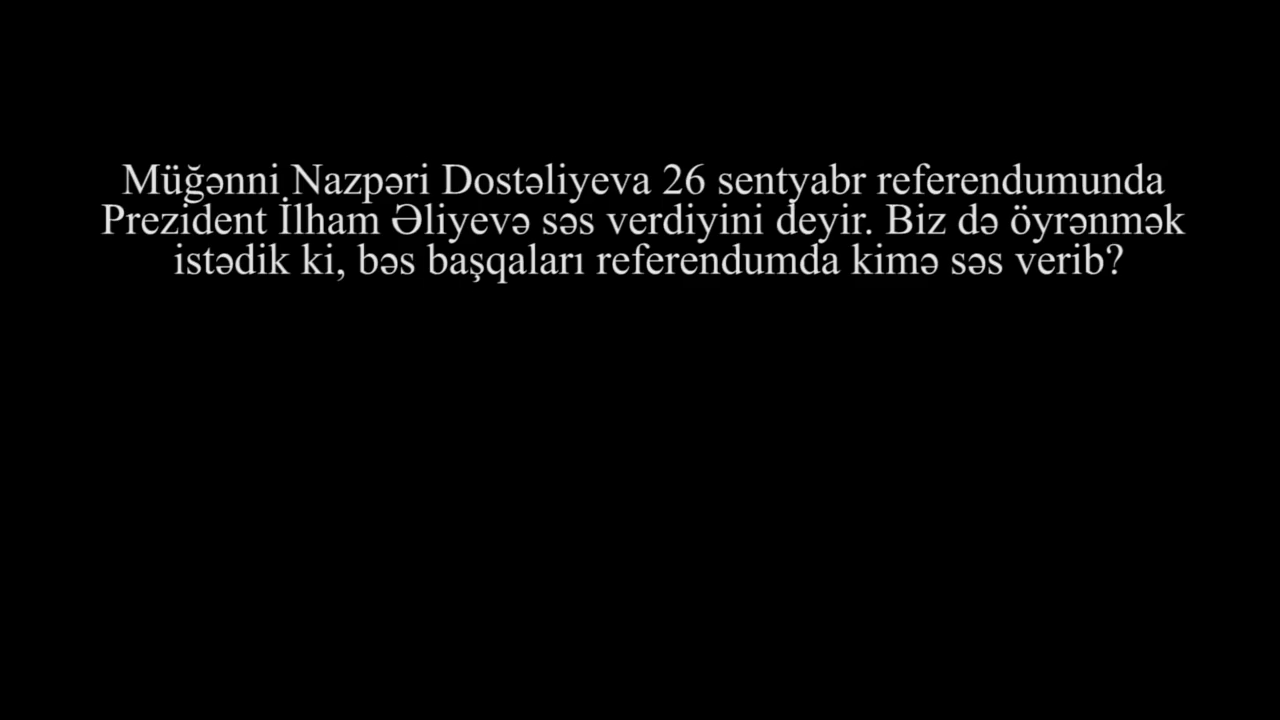 Müğənni Nazpəri Dostəliyeva 26 sentyabr referendumunda
Prezident İlham Əliyevə səs verdiyini deyir. Biz də öyrənmək
istədik ki, bəs başqaları referendumda kimə səs verib?